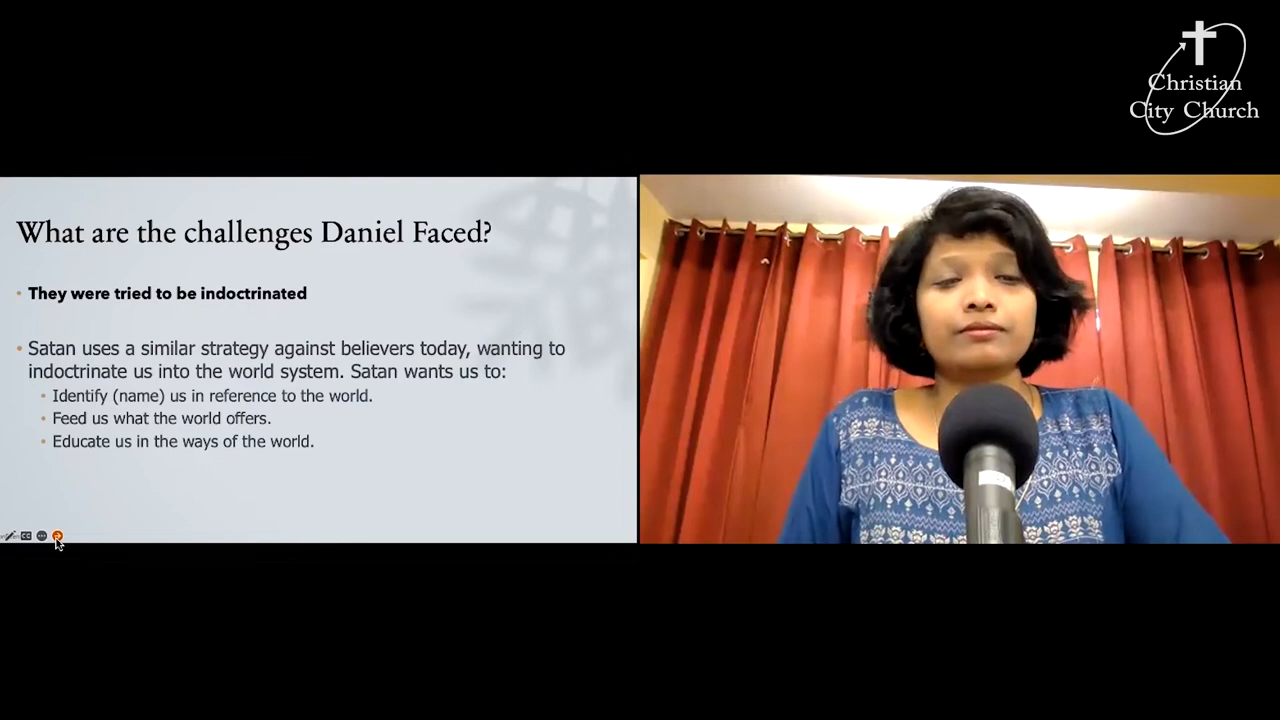 Christian
City Church
What are the challenges Daniel Faced?
They were tried to be indoctrinated
Satan uses a similar strategy against believers today, wanting to
indoctrinate us into the world system. Satan wants us to:
Identify (name) us in reference to the world.
Feed us what the world offers.
Educate us in the ways of the world.
CC